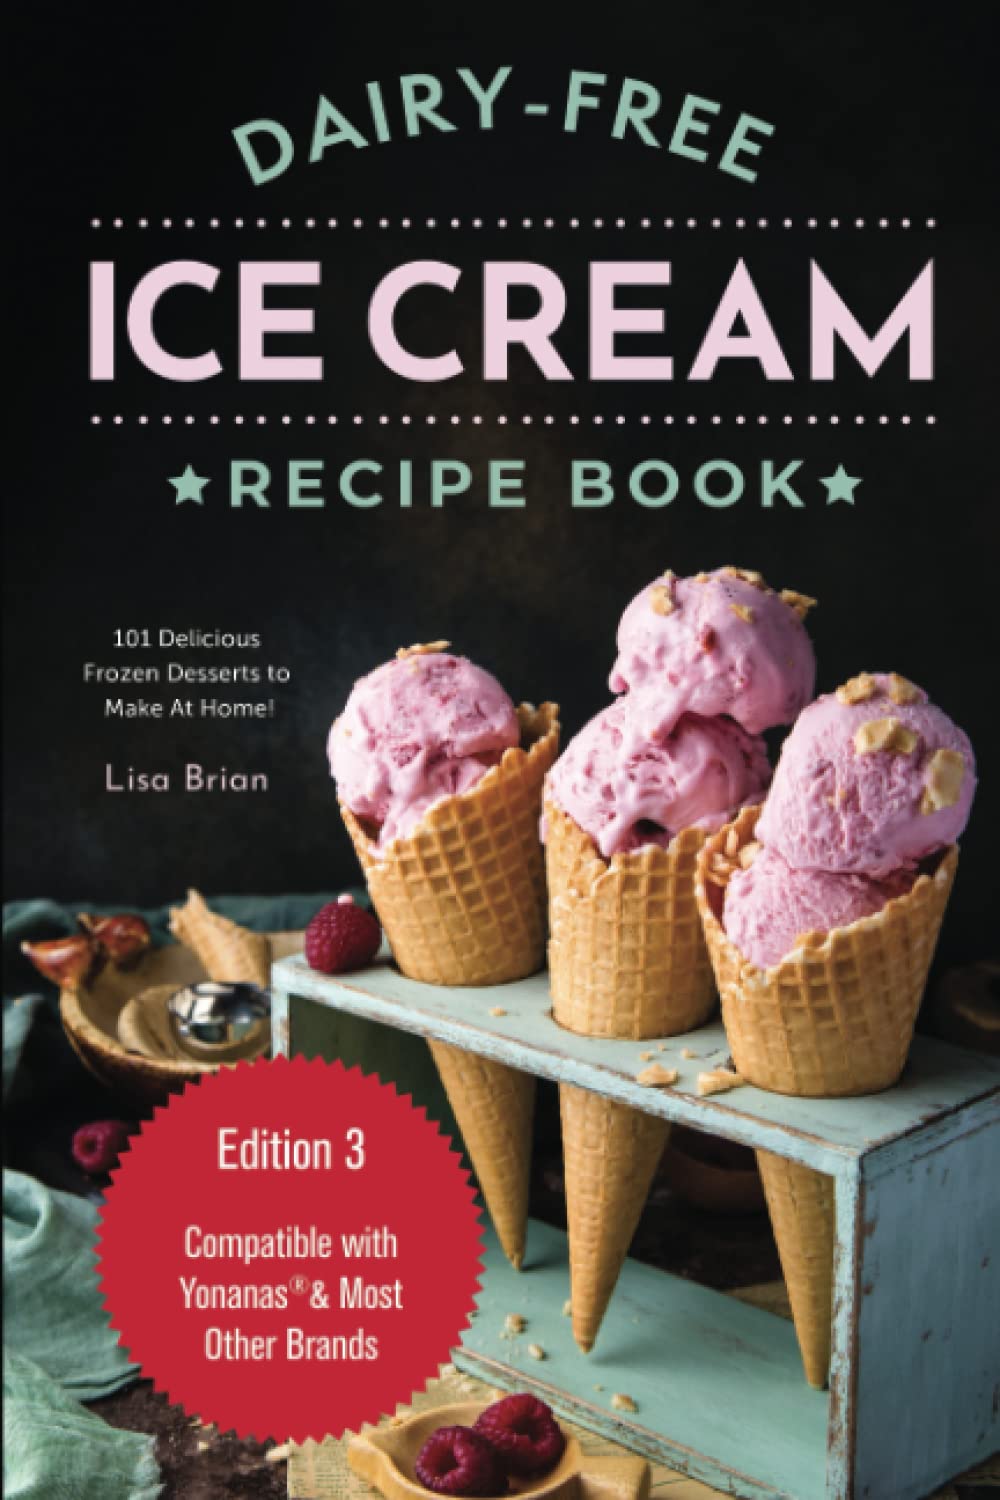 DAIRY-FREE
ICE CREAM
RECIPE BOOK
101 Delicious
Frozen Desserts to
Make At Home!
Lisa Brian
Edition 3
Compatible with
Yonanas® & Most
Other Brands